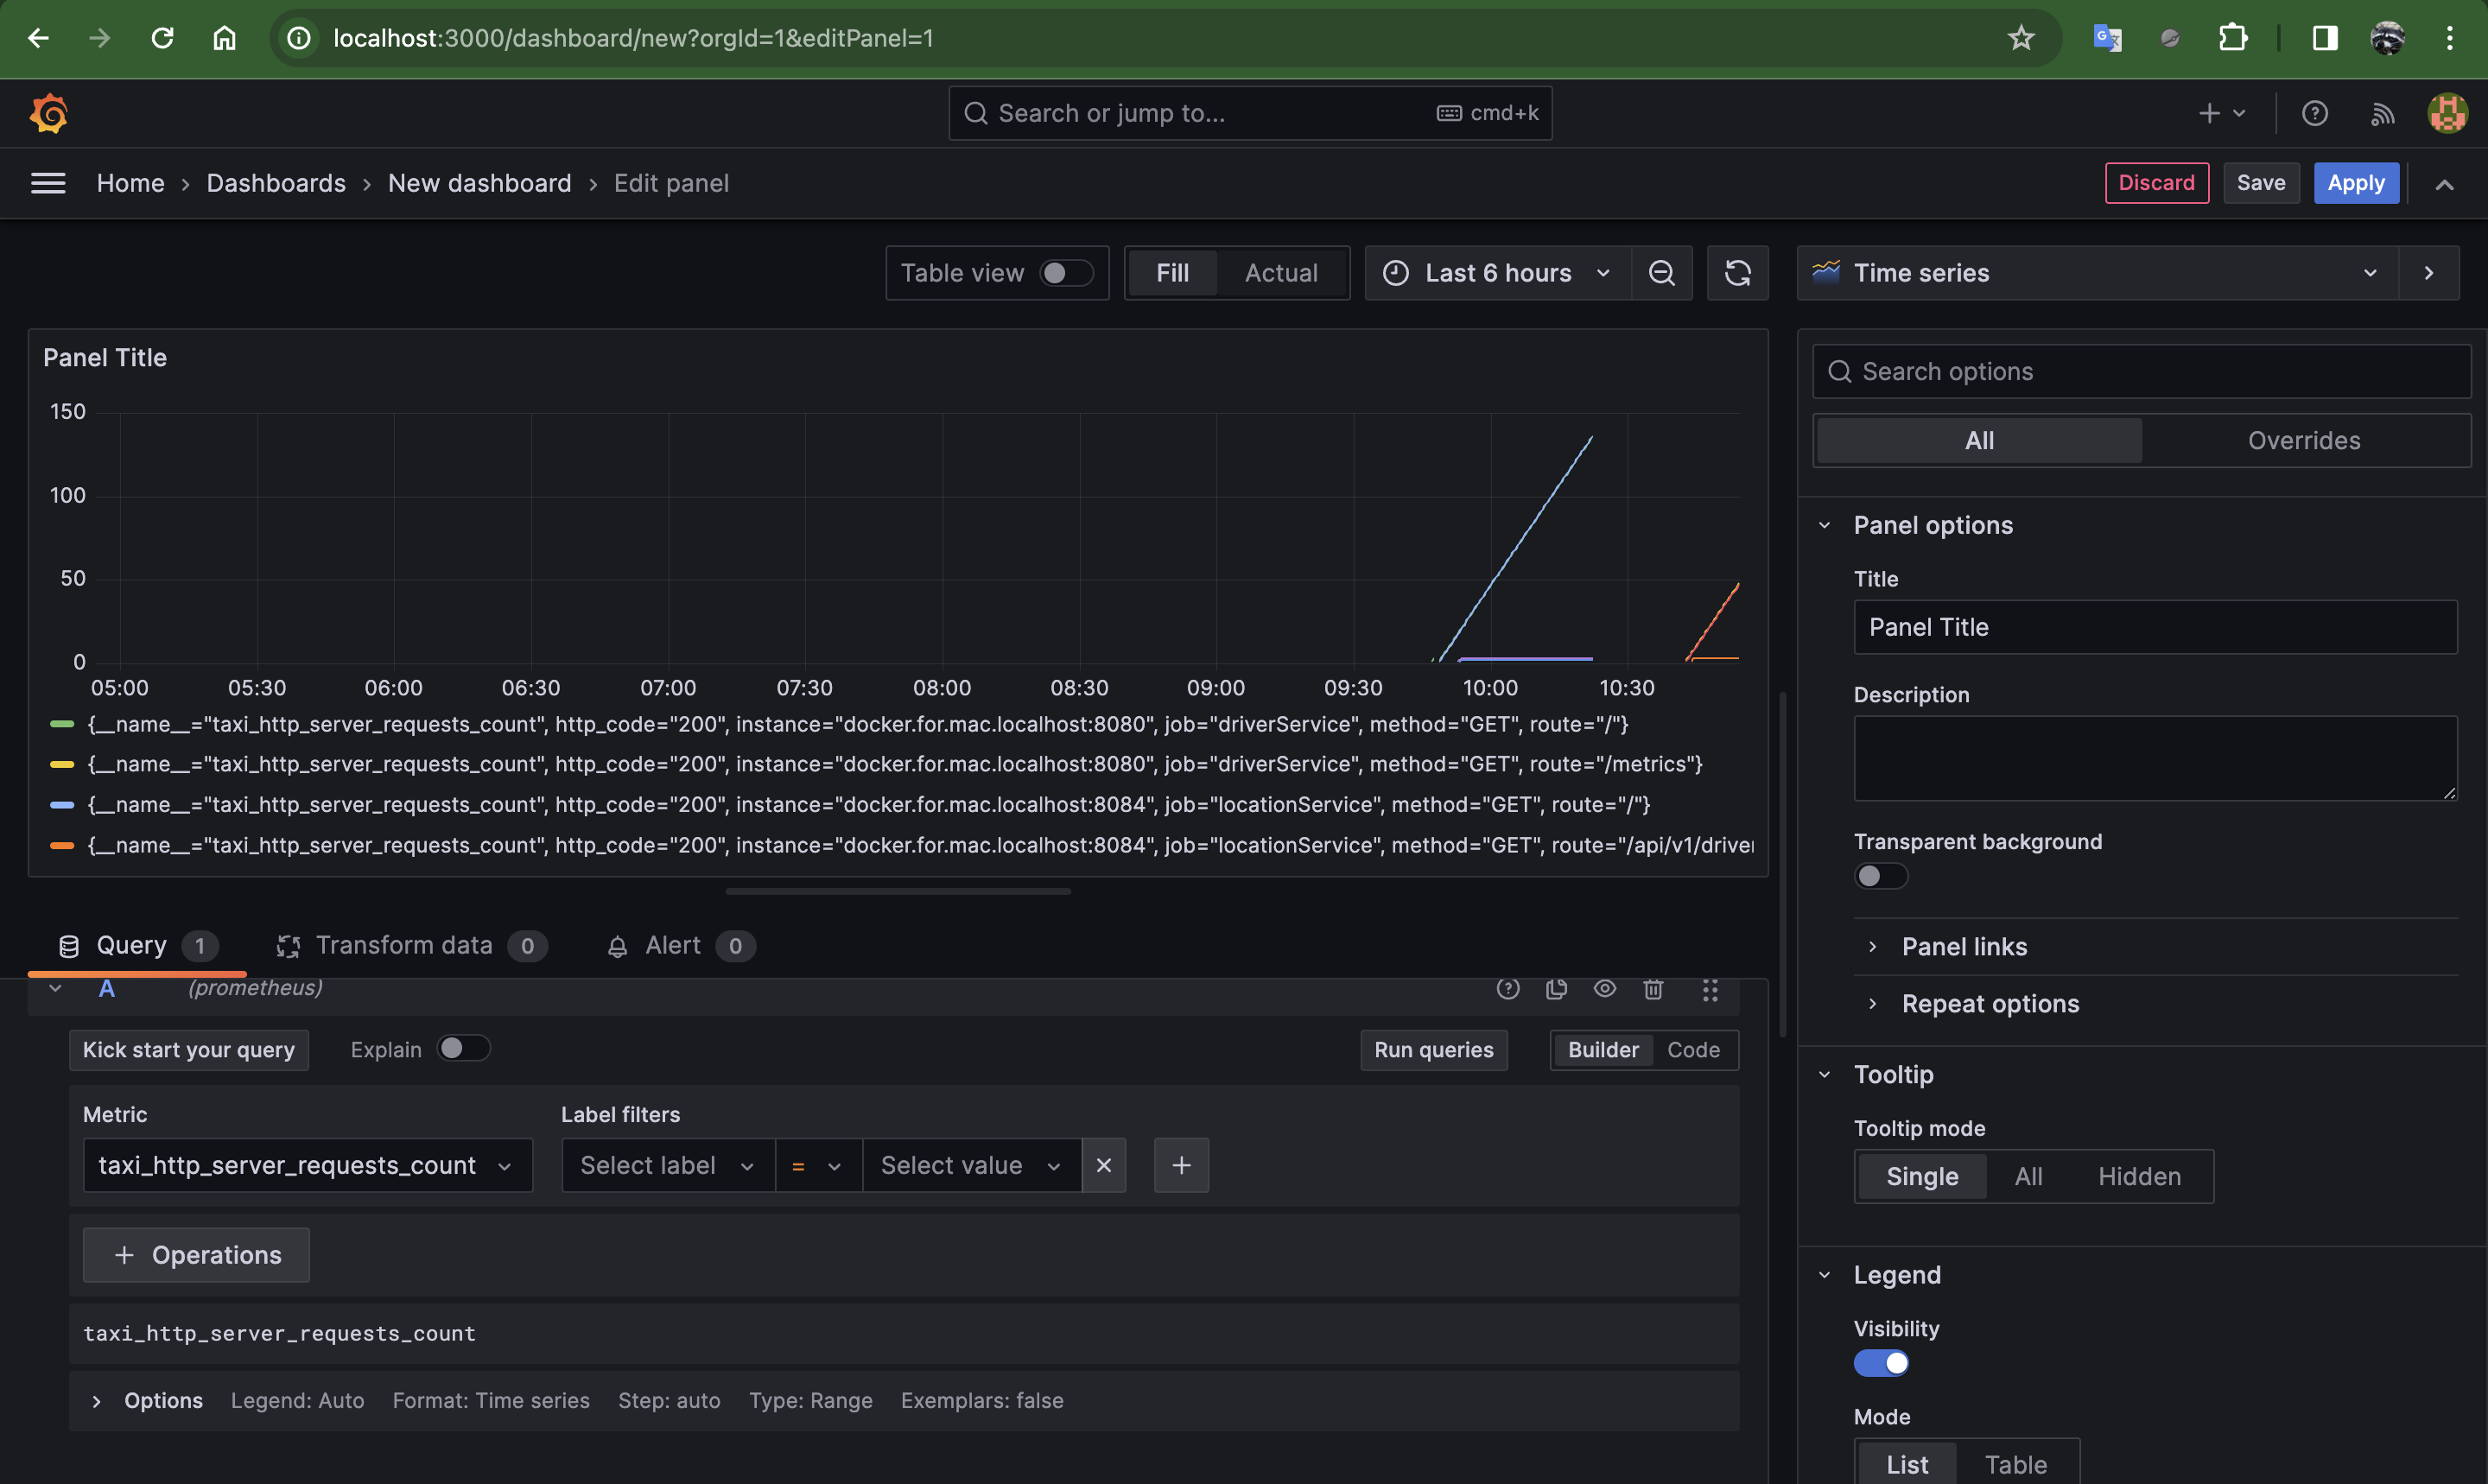 localhost:3000/dashboard/new?orgId=1&editPanel=1
Search or jump to... cmd+k
Home › Dashboards › New dashboard › Edit panel
Discard Save Apply
Table view Fill Actual Last 6 hours Time series
Panel Title
150
100
50
0
05:00 05:30 06:00 06:30 07:00 07:30 08:00 08:30 09:00 09:30 10:00 10:30
{__name__="taxi_http_server_requests_count", http_code="200", instance="docker.for.mac.localhost:8080", job="driverService", method="GET", route="/"}
{__name__="taxi_http_server_requests_count", http_code="200", instance="docker.for.mac.localhost:8080", job="driverService", method="GET", route="/metrics"}
{__name__="taxi_http_server_requests_count", http_code="200", instance="docker.for.mac.localhost:8084", job="locationService", method="GET", route="/"}
{__name__="taxi_http_server_requests_count", http_code="200", instance="docker.for.mac.localhost:8084", job="locationService", method="GET", route="/api/v1/driver
Query 1 Transform data 0 Alert 0
A (prometheus)
Kick start your query Explain Run queries Builder Code
Metric Label filters
taxi_http_server_requests_count Select label = Select value
+ Operations
taxi_http_server_requests_count
Options Legend: Auto Format: Time series Step: auto Type: Range Exemplars: false
Search options
All Overrides
Panel options
Title
Panel Title
Description
Transparent background
Panel links
Repeat options
Tooltip
Tooltip mode
Single All Hidden
Legend
Visibility
Mode
List Table